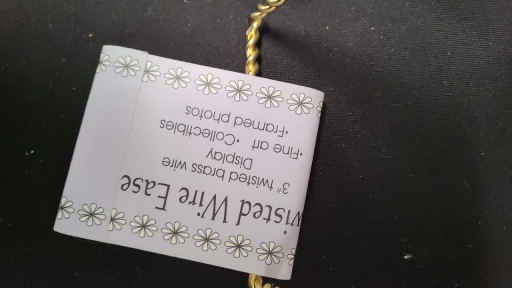 wisted Wire Ease
3" twisted brass wire
Display
•Fine art •Collectibles
•Framed photos